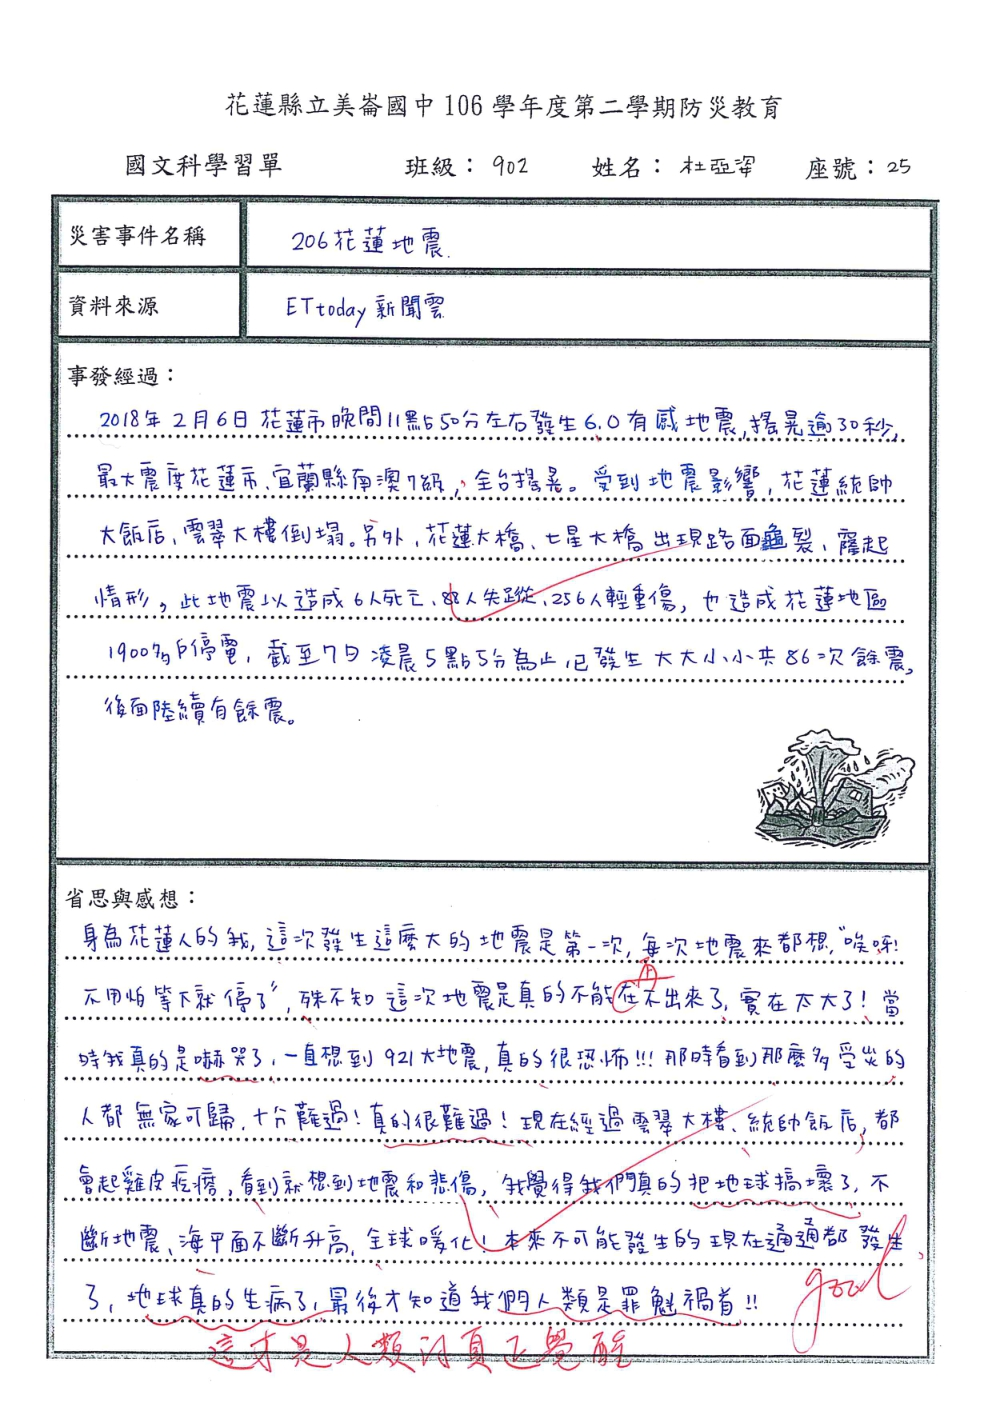 花蓮縣立美崙國中 106 學年度第二學期防災教育
國文科學習單 班級：902 姓名：杜亞渟 座號：25
災害事件名稱 206花蓮地震.
資料來源 ETtoday 新聞雲
事發經過：
2018年2月6日花蓮市晚間11點50分左右發生6.0有感地震,搖晃逾30秒,
最大震度花蓮市、宜蘭縣南澳7級，全台搖晃。受到地震影響,花蓮統帥
大飯店、雲翠大樓倒塌。另外,花蓮大橋、七星大橋出現路面龜裂、窿起
情形，此地震以造成6人死亡、88人失蹤、256人輕重傷，也造成花蓮地區
1900多戶停電,截至7日凌晨5點5分為止,已發生大大小小共86次餘震,
後面陸續有餘震。
省思與感想：
身為花蓮人的我,這次發生這麼大的地震是第一次,每次地震來都想,“唉呀!
再
不用怕等下就停了”,殊不知這次地震是真的不能在不出來了,實在太大了!當
時我真的是嚇哭了,一直想到921大地震,真的很恐怖!!!那時看到那麼多受災的
人都無家可歸,十分難過!真的很難過!現在經過雲翠大樓、統帥飯店,都
會起雞皮疙瘩,看到就想到地震和悲傷,我覺得我們真的把地球搞壞了,不
斷地震、海平面不斷升高、全球暖化!本來不可能發生的現在通通都發生
了,地球真的生病了,最後才知道我們人類是罪魁禍首!!
good
這才是人類的真正覺醒